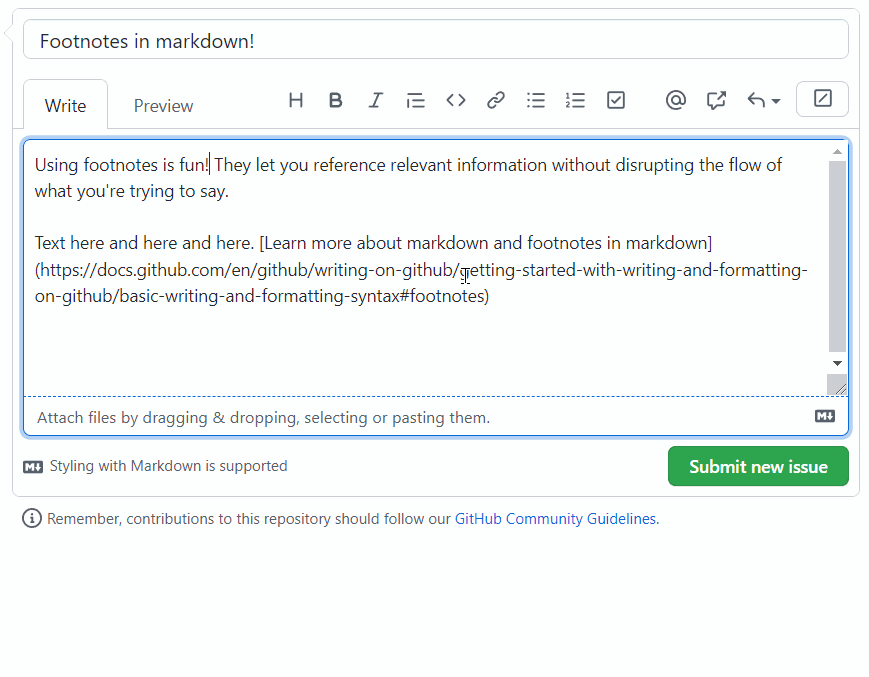 Footnotes in markdown!
Write
Preview
Using footnotes is fun! They let you reference relevant information without disrupting the flow of
what you're trying to say.
Text here and here and here. [Learn more about markdown and footnotes in markdown]
(https://docs.github.com/en/github/writing-on-github/getting-started-with-writing-and-formatting-
on-github/basic-writing-and-formatting-syntax#footnotes)
Attach files by dragging & dropping, selecting or pasting them.
Styling with Markdown is supported
Submit new issue
Remember, contributions to this repository should follow our GitHub Community Guidelines.